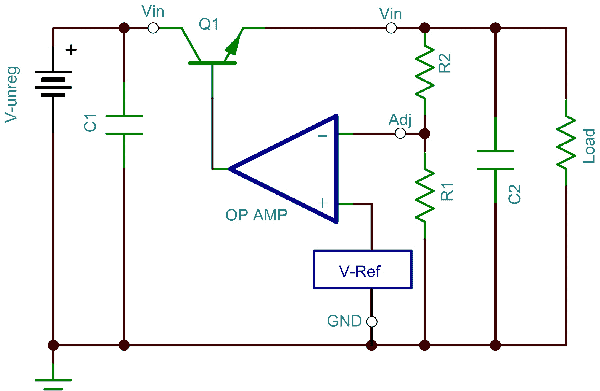 Vin
Q1
Vin
+
V-unreg
C1
R2
Adj
OP AMP
R1
C2
Load
V-Ref
GND